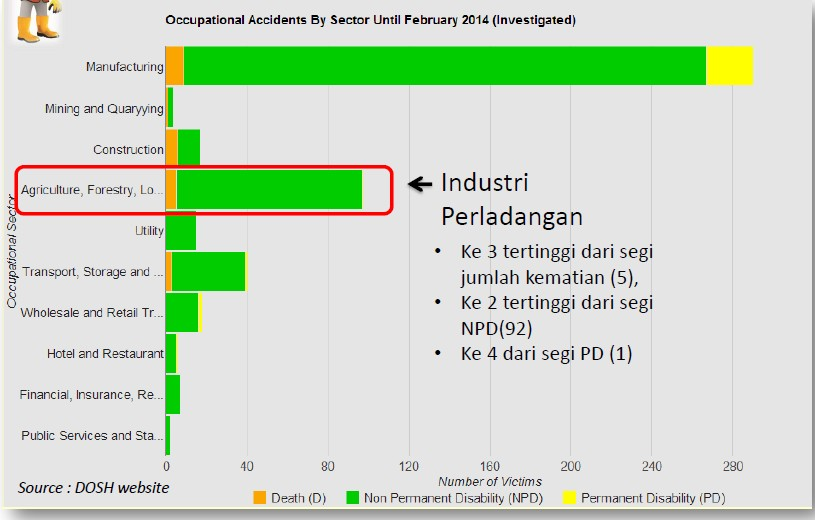 Occupational Accidents By Sector Until February 2014 (Investigated)
Occupational Sector
Manufacturing
Mining and Quaryying
Construction
Agriculture, Forestry, Lo...
Utility
Transport, Storage and ...
Wholesale and Retail Tr...
Hotel and Restaurant
Financial, Insurance, Re...
Public Services and Sta...
Industri
Perladangan
• Ke 3 tertinggi dari segi
jumlah kematian (5),
• Ke 2 tertinggi dari segi
NPD(92)
• Ke 4 dari segi PD (1)
0 40 80 120 160 200 240 280
Number of Victims
Source : DOSH website
Death (D) Non Permanent Disability (NPD) Permanent Disability (PD)